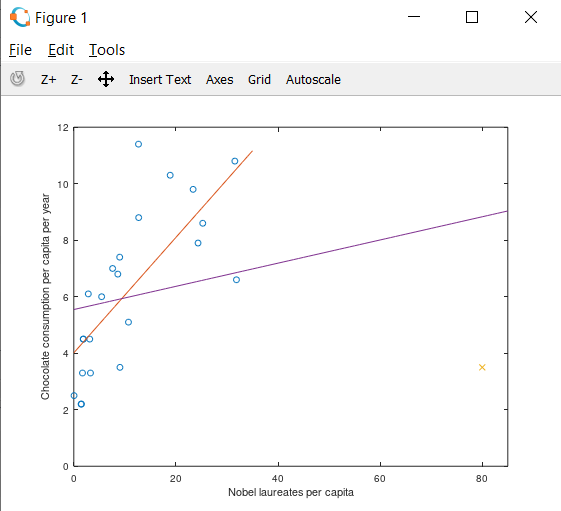 Figure 1
File Edit Tools
Z+ Z- Insert Text Axes Grid Autoscale
12
10
8
6
4
2
0
Chocolate consumption per capita per year
0 20 40 60 80
Nobel laureates per capita